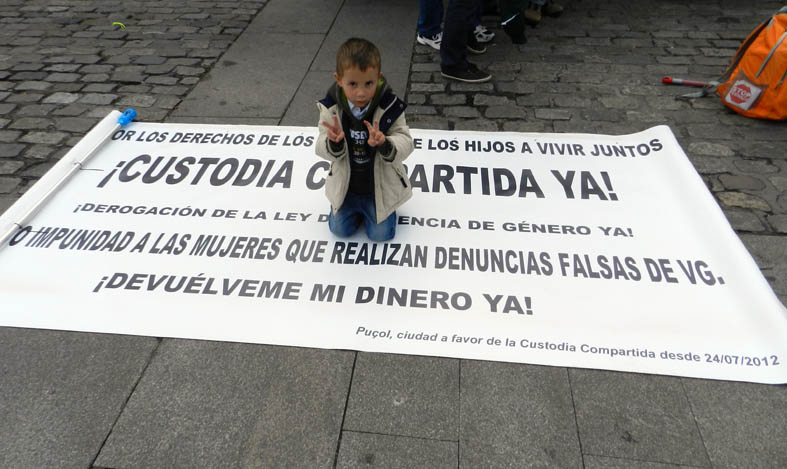 OR LOS DERECHOS DE LOS E LOS HIJOS A VIVIR JUNTOS
¡CUSTODIA C PARTIDA YA!
¡DEROGACIÓN DE LA LEY D ENCIA DE GÉNERO YA!
O IMPUNIDAD A LAS MUJERES QUE REALIZAN DENUNCIAS FALSAS DE VG.
¡DEVUÉLVEME MI DINERO YA!
Puçol, ciudad a favor de la Custodia Compartida desde 24/07/2012